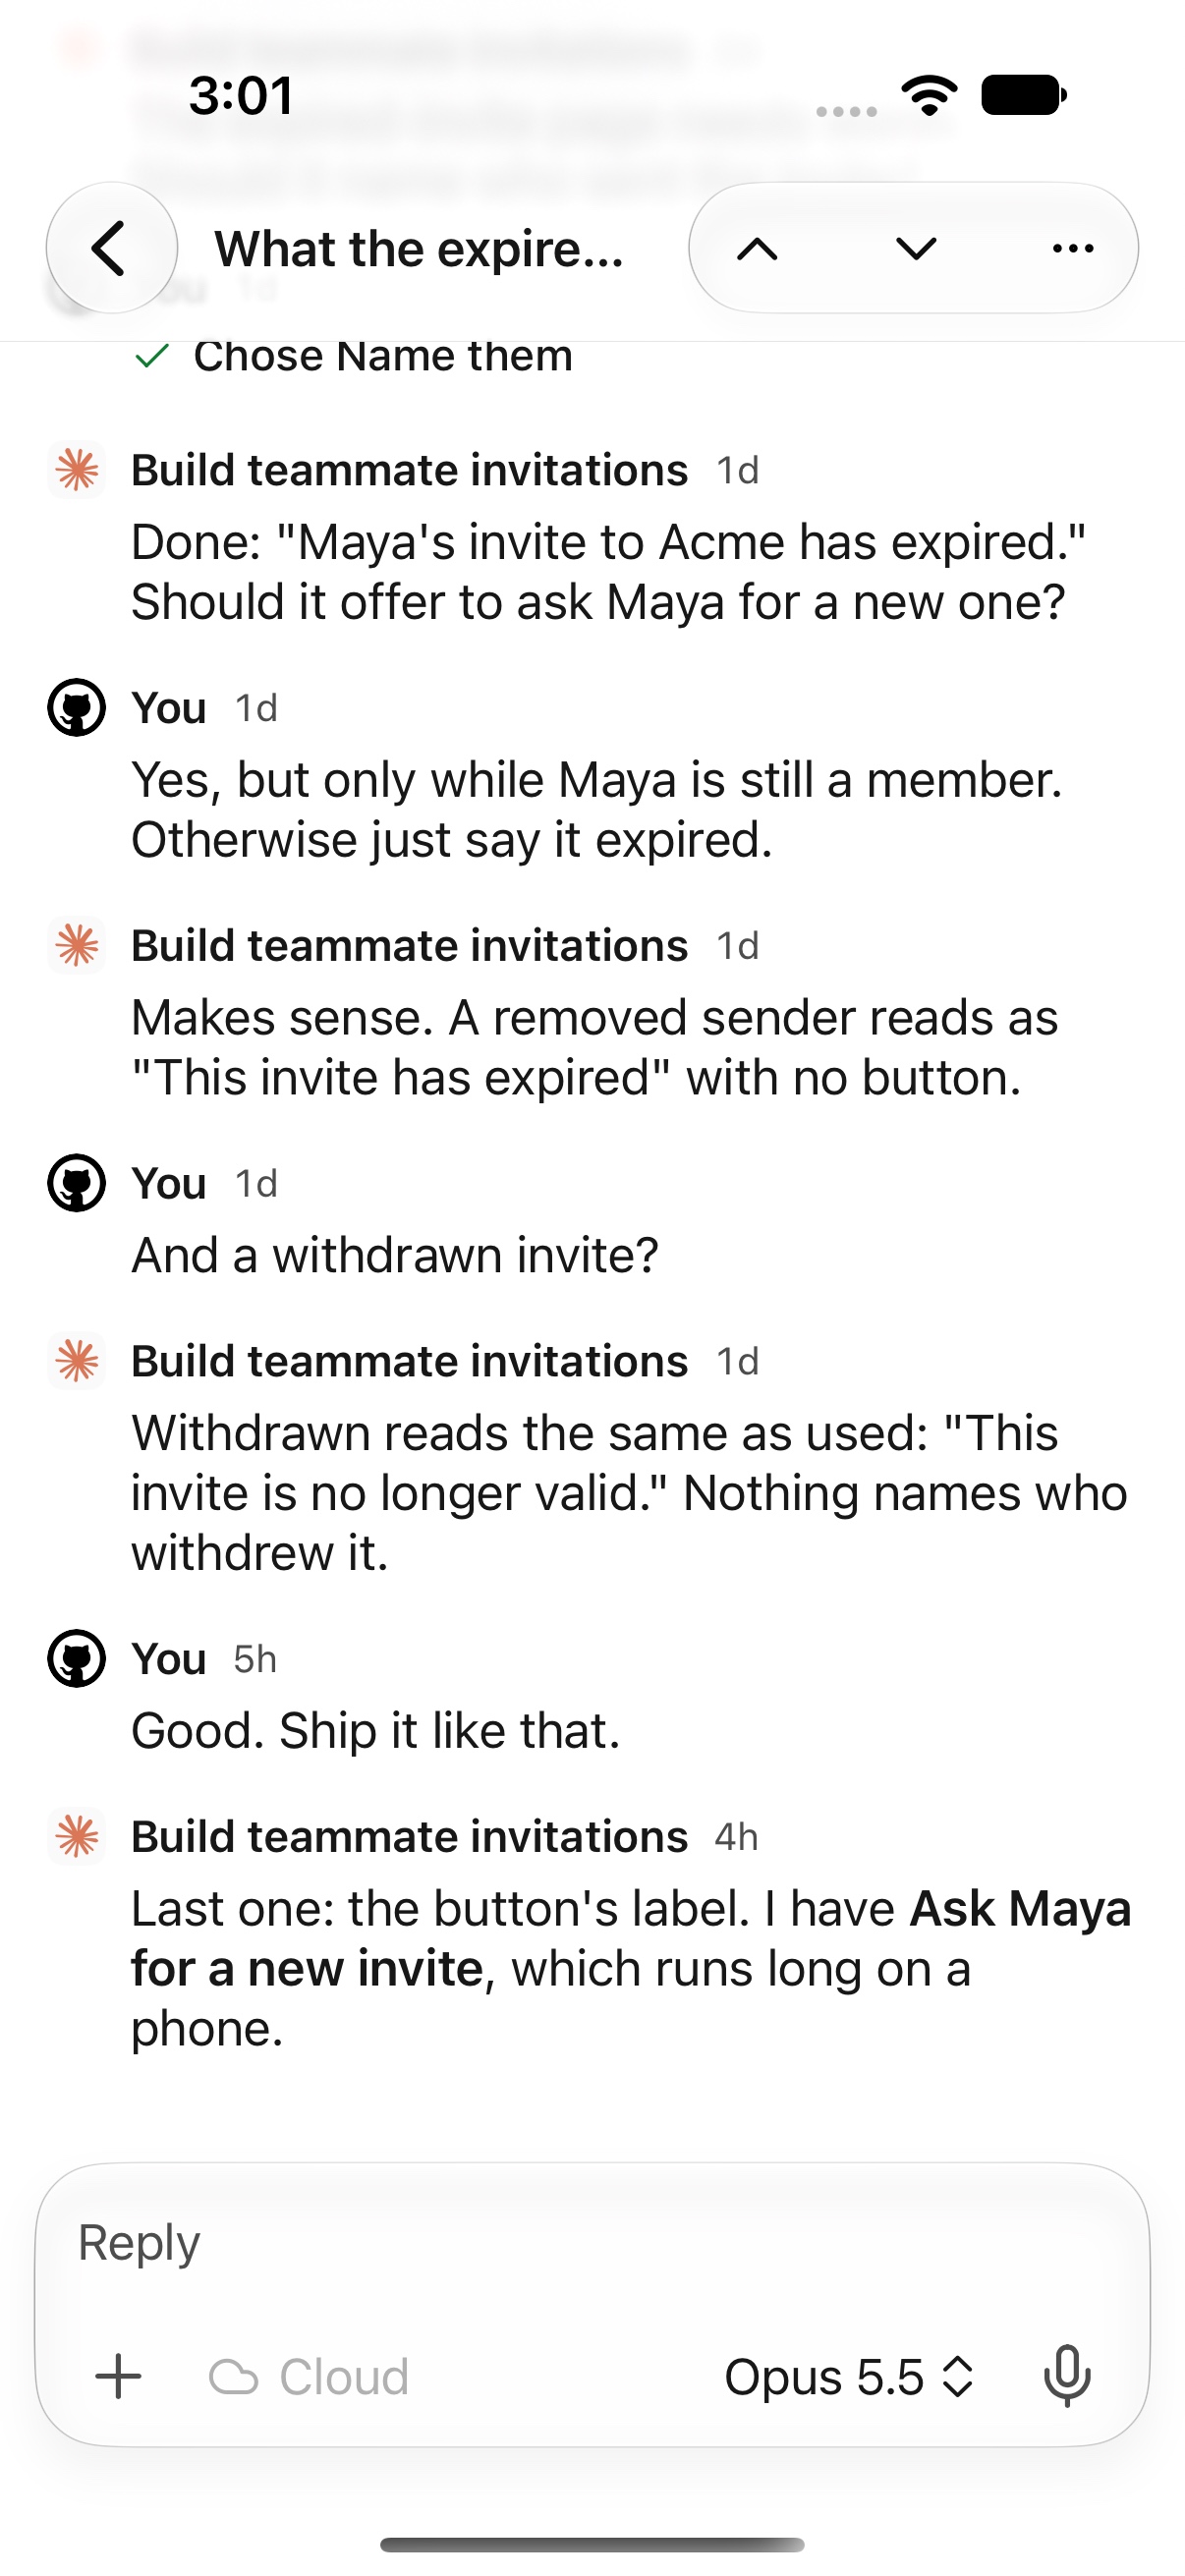 Build teammate invitations
3:01
What the expire...
You 1d
Chose Name them
Build teammate invitations 1d
Done: "Maya's invite to Acme has expired."
Should it offer to ask Maya for a new one?
You 1d
Yes, but only while Maya is still a member.
Otherwise just say it expired.
Build teammate invitations 1d
Makes sense. A removed sender reads as
"This invite has expired" with no button.
You 1d
And a withdrawn invite?
Build teammate invitations 1d
Withdrawn reads the same as used: "This
invite is no longer valid." Nothing names who
withdrew it.
You 5h
Good. Ship it like that.
Build teammate invitations 4h
Last one: the button's label. I have Ask Maya
for a new invite, which runs long on a
phone.
Reply
Cloud
Opus 5.5